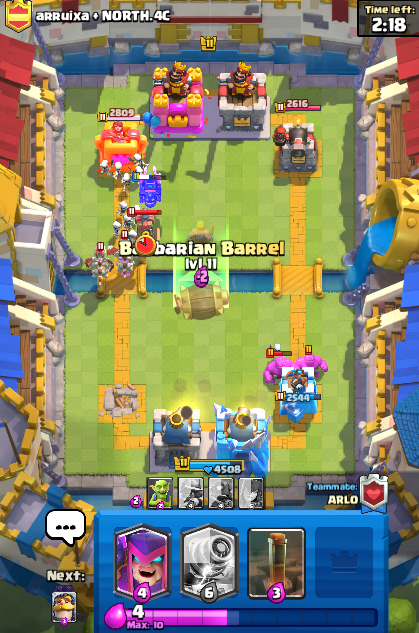 arruixa + NORTH.4C
Time left:
2:18
2809
2616
Barbarian Barrel
lvl 11
2
2544
4508
Teammate:
ARLO
...
4
6
3
Next:
4
Max: 10